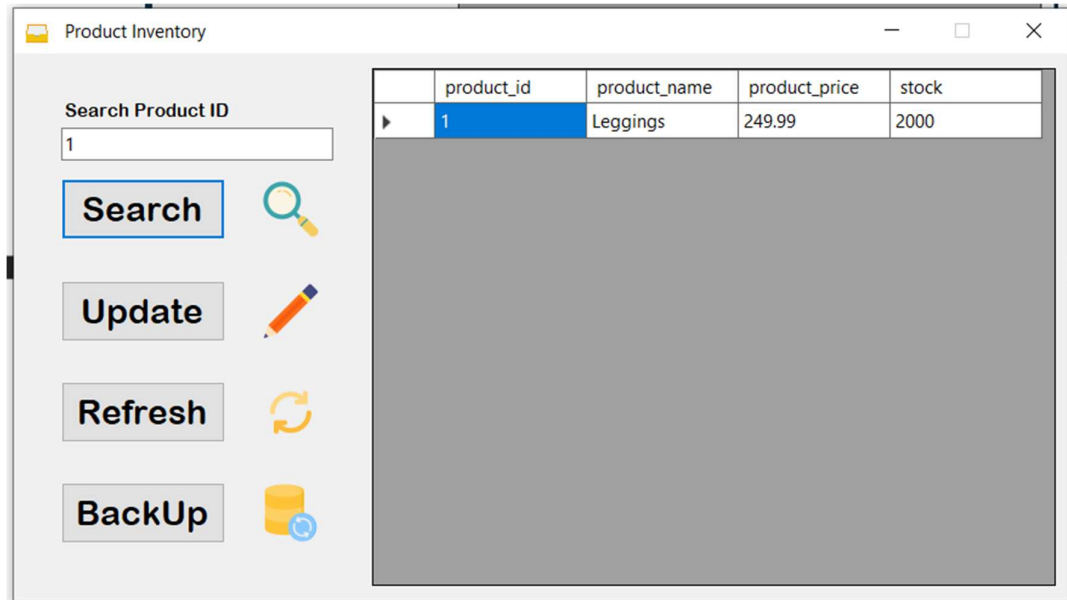 Product Inventory
Search Product ID
1
Search
Update
Refresh
BackUp
product_id product_name product_price stock
1 Leggings 249.99 2000